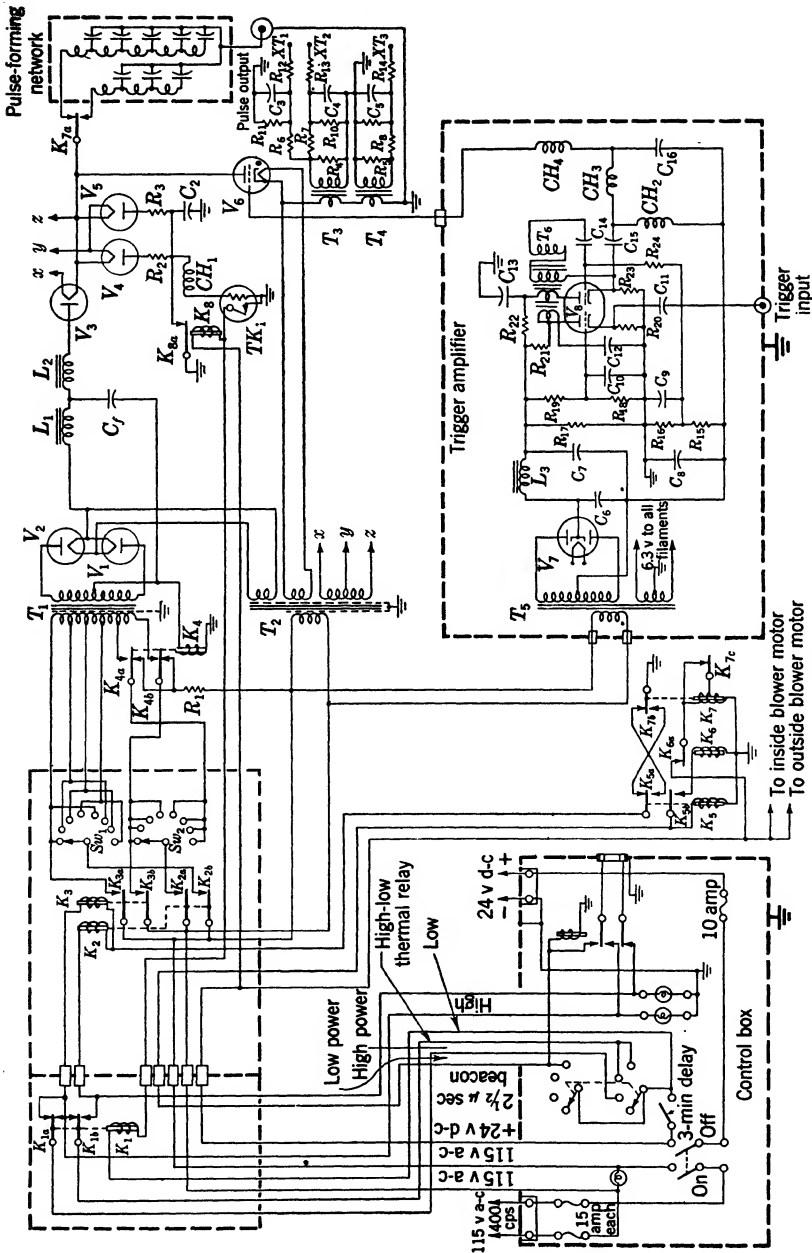 Pulse-forming
network
Pulse output
K7a
V5
V4
V3
V6
x
y
z
R3
C2
R2
CH1
K8
K8a
TK1
L2
L1
Cf
R11
R12
XT1
C3
R6
R7
R13
XT2
R10
C4
R4
R14
XT3
C5
R8
R5
T3
T4
V2
V1
T1
T2
x
y
z
K4
K4a
K4b
R1
Sw1
Sw2
K3
K2
K3a
K3b
K2a
K2b
K1a
K1b
K1
Trigger amplifier
CH4
CH3
CH2
C16
T6
C14
C15
R24
R23
C11
C13
V8
R22
R21
R20
C12
C10
R19
R18
C9
R17
R16
R15
L3
C7
C8
C6
V7
T5
6.3 v to all
filaments
Trigger
input
K7b
K7c
K7
K6a
K6
K5a
K5b
K5
To inside blower motor
To outside blower motor
24 v d-c
+
−
10 amp
High-low
thermal relay
Low
High
Low power
High power
2½ μ sec
beacon
+24 v d-c
115 v a-c
115 v a-c
3-min delay
Off
On
Control box
115 v a-c
400
cps
15
amp
each